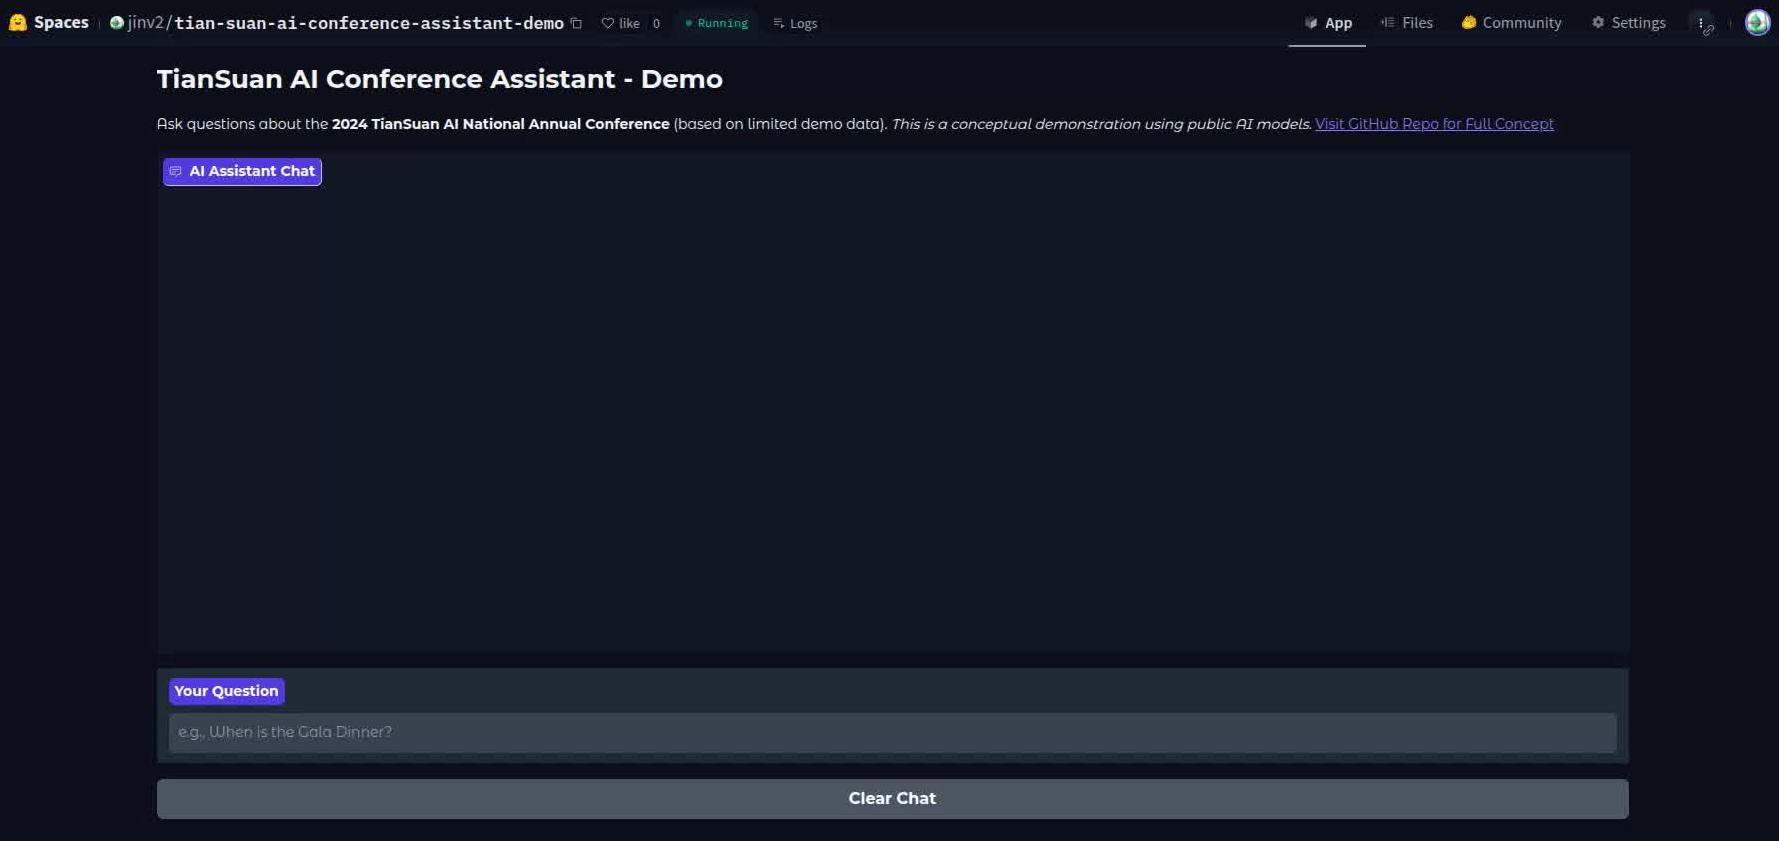 Spaces jinv2/tian-suan-ai-conference-assistant-demo like 0 Running Logs App Files Community Settings
TianSuan AI Conference Assistant - Demo
Ask questions about the 2024 TianSuan AI National Annual Conference (based on limited demo data). This is a conceptual demonstration using public AI models. Visit GitHub Repo for Full Concept
AI Assistant Chat
Your Question
e.g., When is the Gala Dinner?
Clear Chat